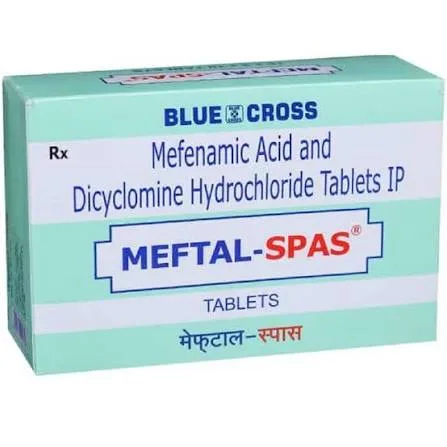 BLUE CROSS
Rx
Mefenamic Acid and
Dicyclomine Hydrochloride Tablets IP
MEFTAL-SPAS®
TABLETS
मेफ्टाल-स्पास